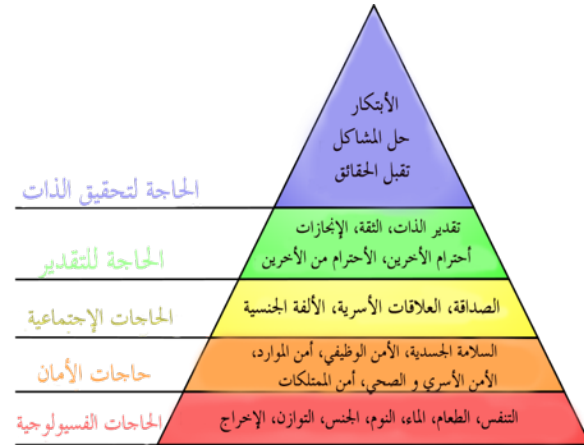 الأبتكار
حل المشاكل
تقبل الحقائق
الحاجة لتحقيق الذات
تقدير الذات، الثقة، الإنجازات
أحترام الأخرين، الأحترام من الأخرين
الحاجة للتقدير
الصداقة، العلاقات الأسرية، الألفة الجنسية
الحاجات الإجتماعية
السلامة الجسدية، الأمن الوظيفي، أمن الموارد،
الأمن الأسري و الصحي، أمن الممتلكات
حاجات الأمان
التنفس، الطعام، الماء، النوم، الجنس، التوازن، الإخراج
الحاجات الفسيولوجية